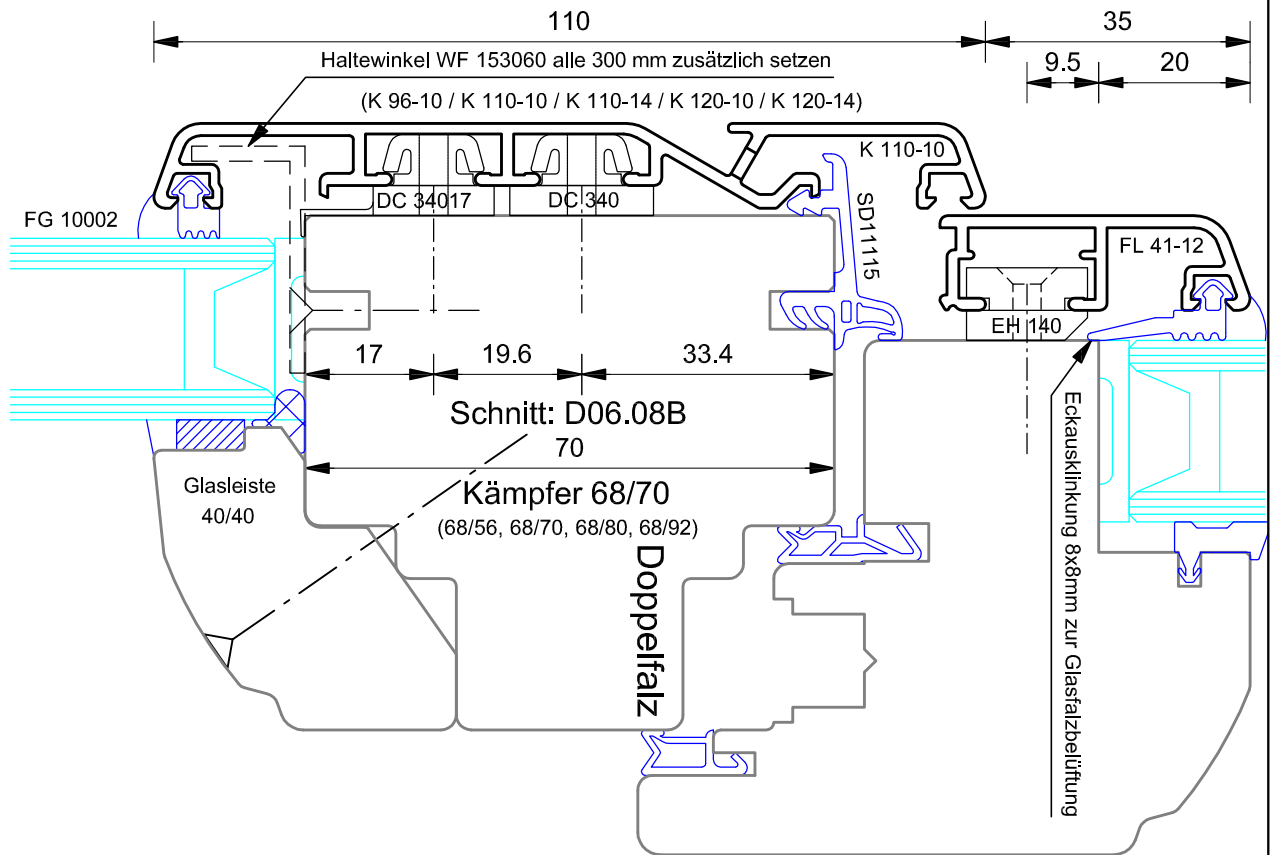 110
35
9.5
20
Haltewinkel WF 153060 alle 300 mm zusätzlich setzen
(K 96-10 / K 110-10 / K 110-14 / K 120-10 / K 120-14)
K 110-10
DC 34017
DC 340
SD11115
FG 10002
FL 41-12
EH 140
17
19.6
33.4
Schnitt: D06.08B
70
Kämpfer 68/70
(68/56, 68/70, 68/80, 68/92)
Glasleiste
40/40
Doppelfalz
Eckausklinkung 8x8mm zur Glasfalzbelüftung